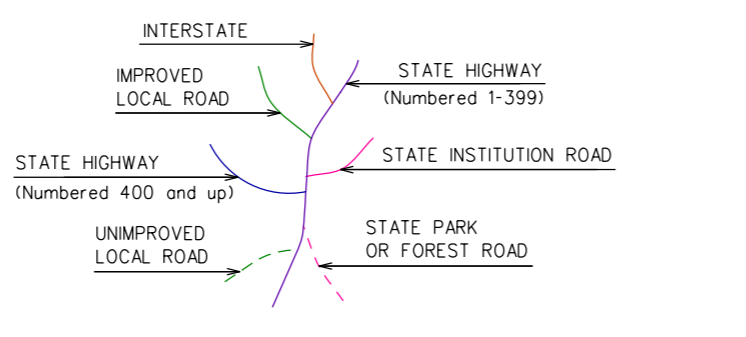 INTERSTATE
IMPROVED
LOCAL ROAD
STATE HIGHWAY
(Numbered 1-399)
STATE INSTITUTION ROAD
STATE HIGHWAY
(Numbered 400 and up)
UNIMPROVED
LOCAL ROAD
STATE PARK
OR FOREST ROAD